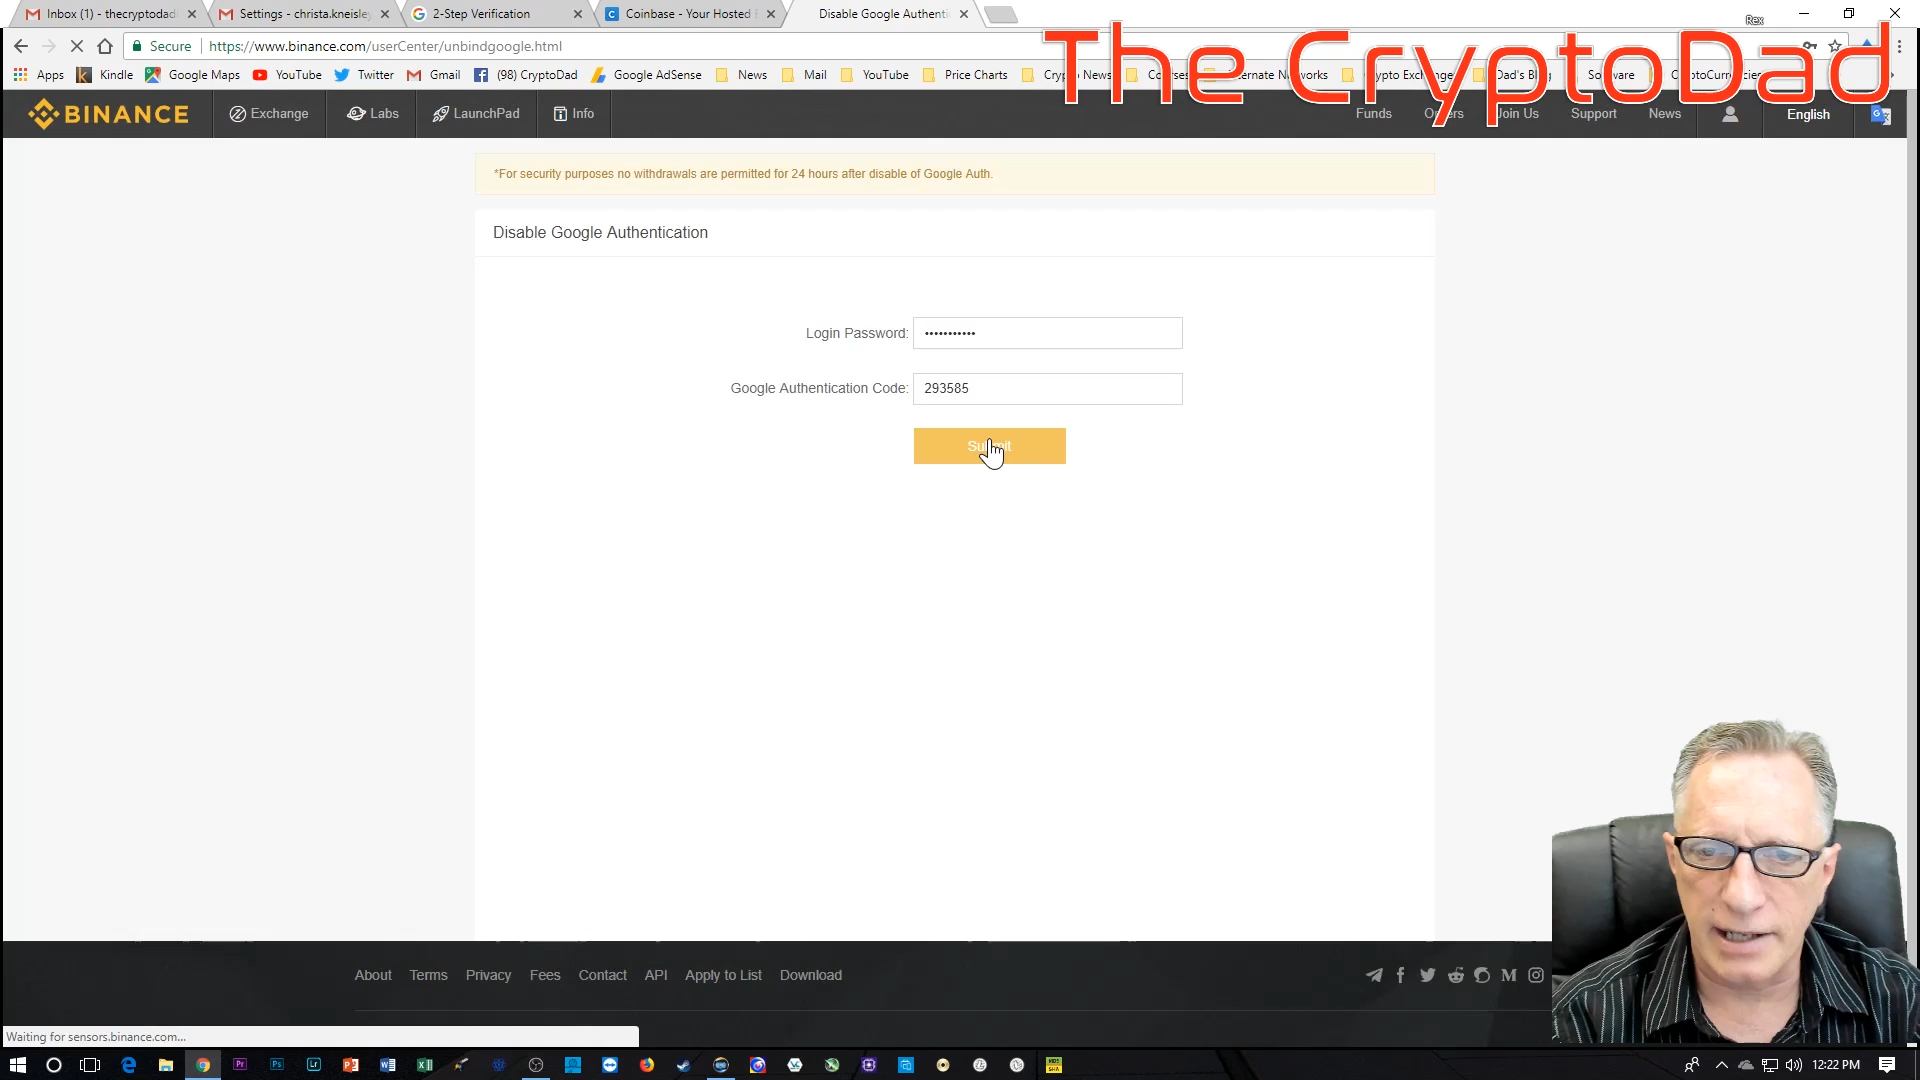 Inbox (1) - thecryptodad
Settings - christa.kneisley
2-Step Verification
Coinbase - Your Hosted
Disable Google Authenti
Rex
Secure
https://www.binance.com/userCenter/unbindgoogle.html
The CryptoDad
Apps
Kindle
Google Maps
YouTube
Twitter
Gmail
(98) CryptoDad
Google AdSense
News
Mail
YouTube
Price Charts
Software
BINANCE
Exchange
Labs
LaunchPad
Info
Funds
Join Us
Support
News
English
*For security purposes no withdrawals are permitted for 24 hours after disable of Google Auth.
Disable Google Authentication
Login Password: •••••••••••
Google Authentication Code: 293585
Submit
About
Terms
Privacy
Fees
Contact
API
Apply to List
Download
Waiting for sensors.binance.com...
12:22 PM